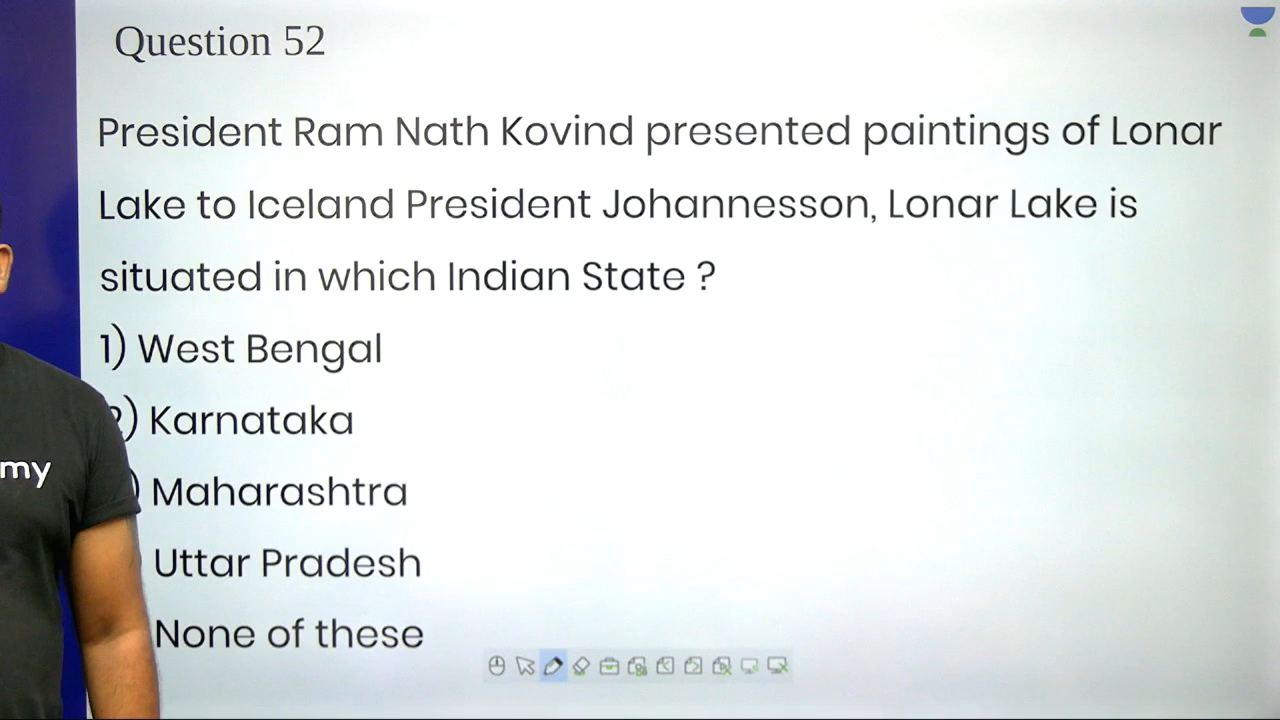 Question 52
President Ram Nath Kovind presented paintings of Lonar
Lake to Iceland President Johannesson, Lonar Lake is
situated in which Indian State ?
1) West Bengal
2) Karnataka
) Maharashtra
Uttar Pradesh
None of these
my